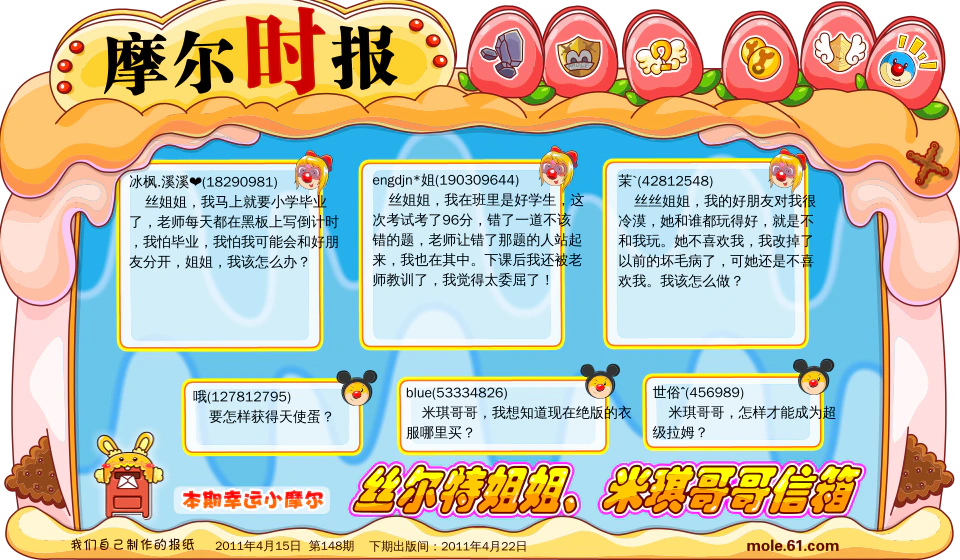 摩尔时报
冰枫.溪溪❤(18290981)
丝姐姐，我马上就要小学毕业
了，老师每天都在黑板上写倒计时
，我怕毕业，我怕我可能会和好朋
友分开，姐姐，我该怎么办？
engdjn*姐(190309644)
丝姐姐，我在班里是好学生，这
次考试考了96分，错了一道不该
错的题，老师让错了那题的人站起
来，我也在其中。下课后我还被老
师教训了，我觉得太委屈了！
茉`(42812548)
丝丝姐姐，我的好朋友对我很
冷漠，她和谁都玩得好，就是不
和我玩。她不喜欢我，我改掉了
以前的坏毛病了，可她还是不喜
欢我。我该怎么做？
哦(127812795)
要怎样获得天使蛋？
blue(53334826)
米琪哥哥，我想知道现在绝版的衣
服哪里买？
世俗ˇ(456989)
米琪哥哥，怎样才能成为超
级拉姆？
本期幸运小摩尔
丝尔特姐姐、米琪哥哥信箱
我们自己制作的报纸
2011年4月15日 第148期 下期出版间：2011年4月22日
mole.61.com